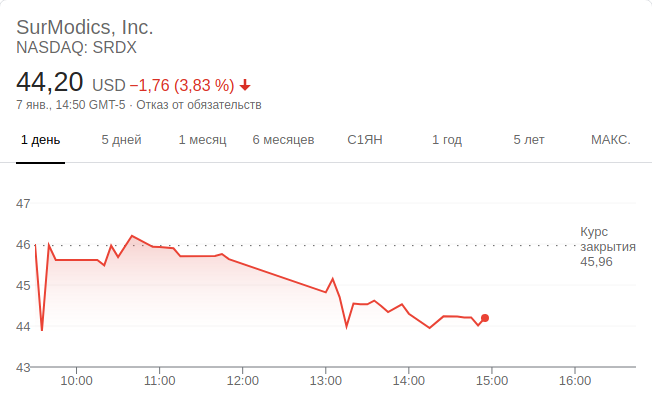 SurModics, Inc.
NASDAQ: SRDX
44,20 USD −1,76 (3,83 %)
7 янв., 14:50 GMT-5 · Отказ от обязательств
1 день 5 дней 1 месяц 6 месяцев С1ЯН 1 год 5 лет МАКС.
47
46
45
44
43
Курс
закрытия
45,96
10:00 11:00 12:00 13:00 14:00 15:00 16:00